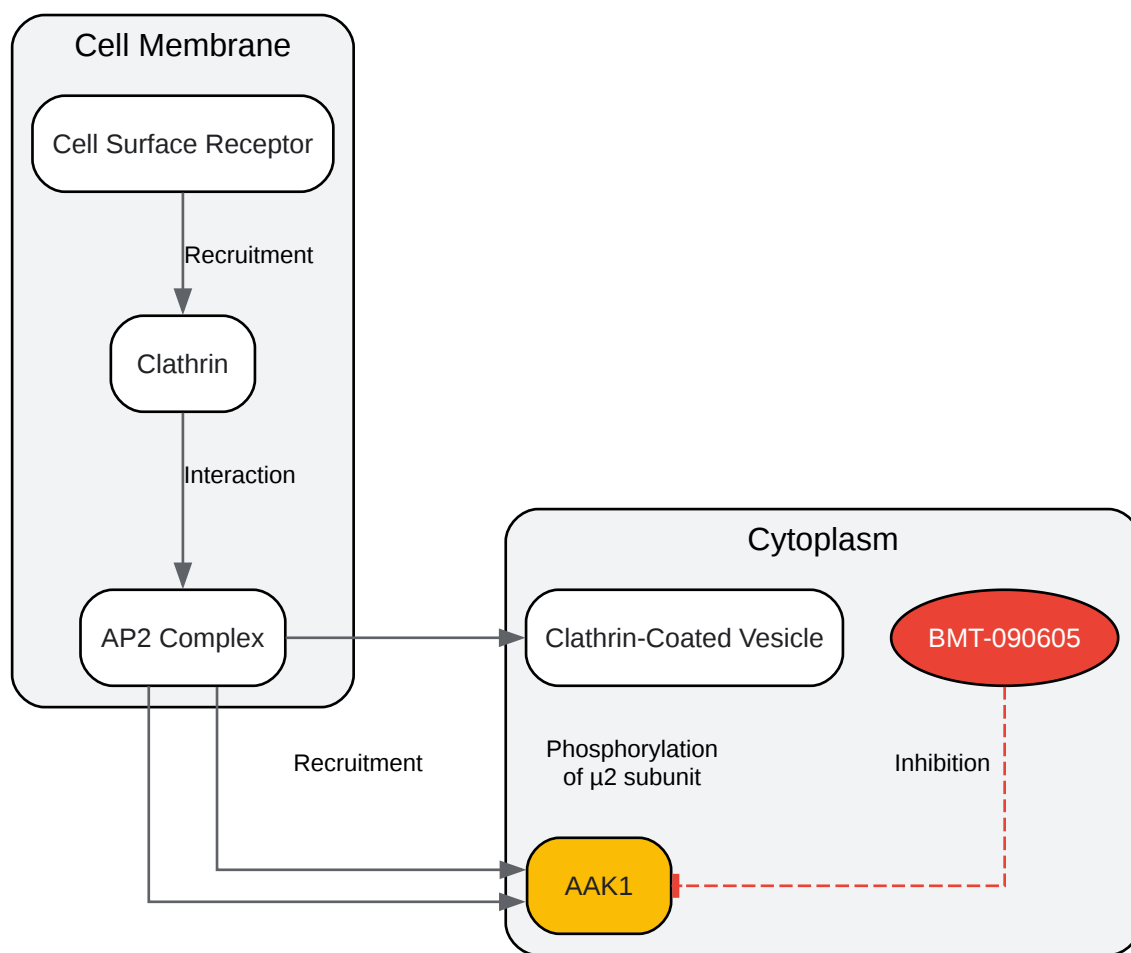 Cell Membrane
Cell Surface Receptor
Recruitment
Clathrin
Interaction
AP2 Complex
Cytoplasm
Clathrin-Coated Vesicle
BMT-090605
Recruitment
Phosphorylation
of µ2 subunit
Inhibition
AAK1